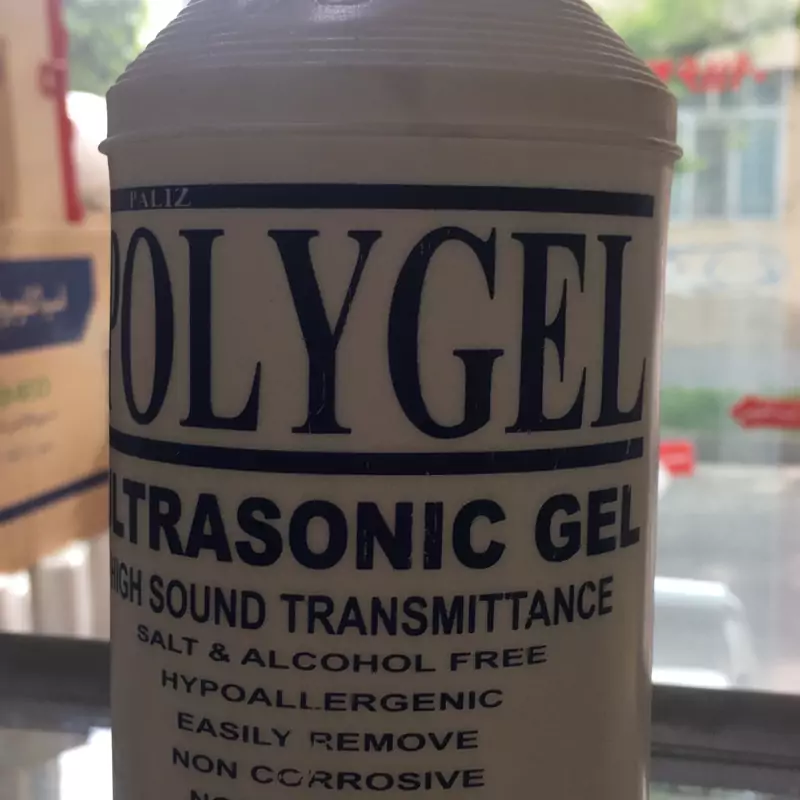 PALIZ
POLYGEL
ULTRASONIC GEL
HIGH SOUND TRANSMITTANCE
SALT & ALCOHOL FREE
HYPOALLERGENIC
EASILY REMOVE
NON CORROSIVE